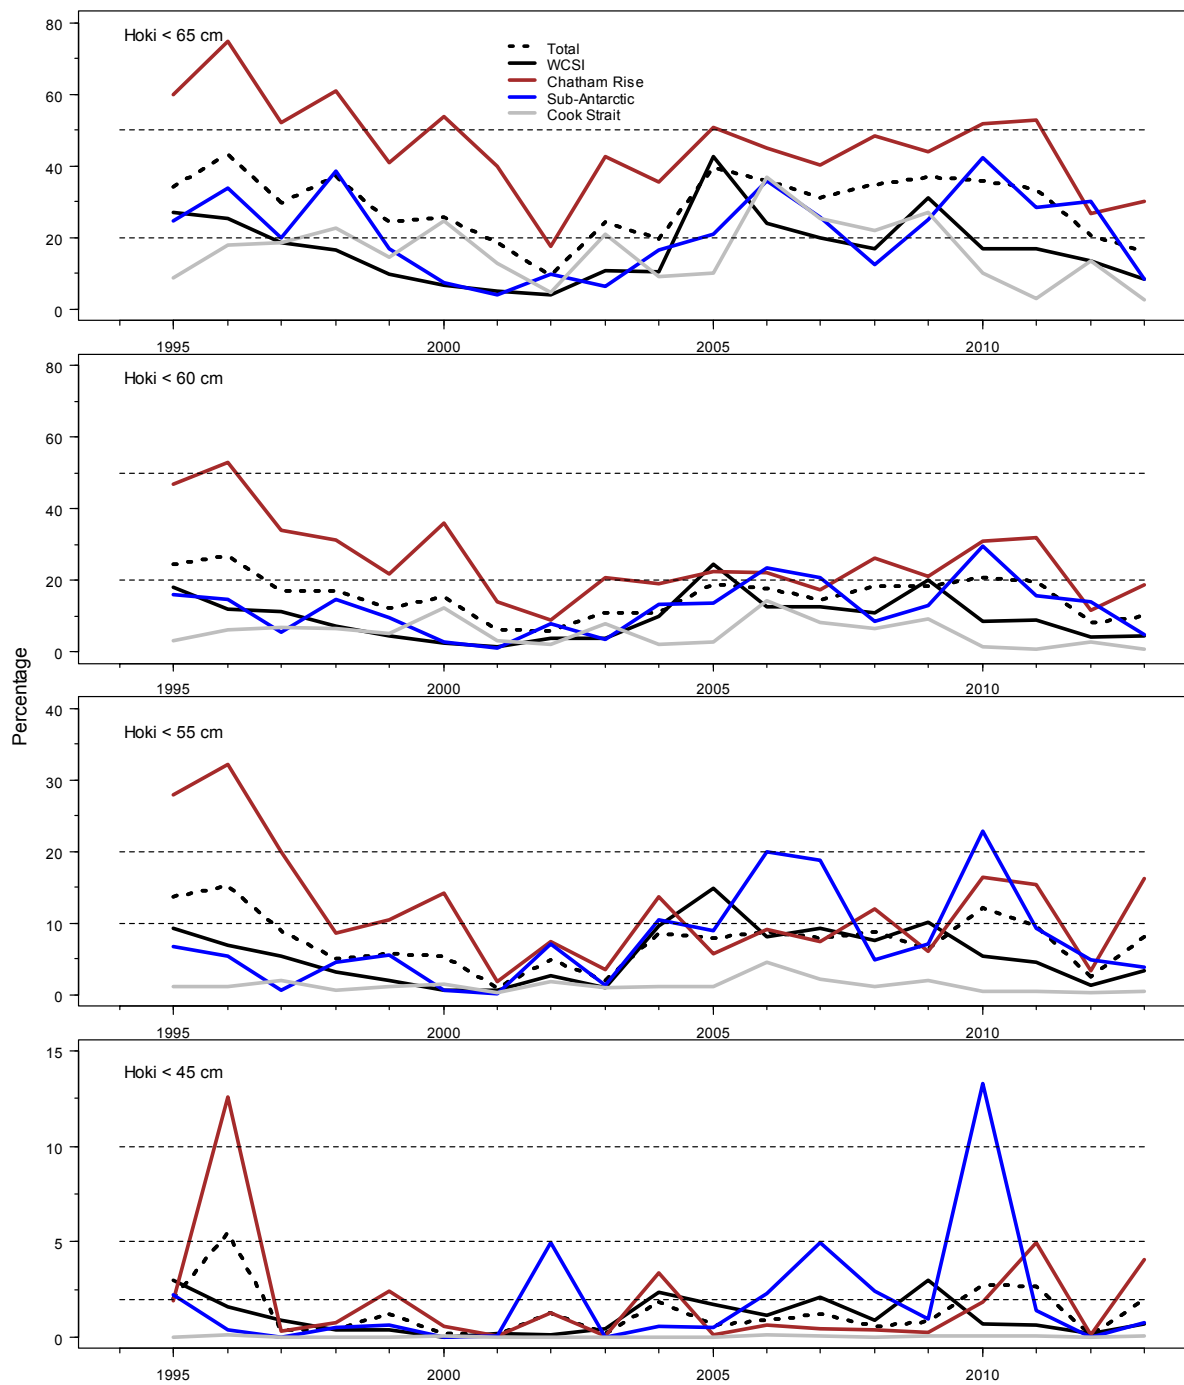 Percentage
Hoki < 65 cm
Total
WCSI
Chatham Rise
Sub-Antarctic
Cook Strait
80
60
40
20
0
1995 2000 2005 2010
Hoki < 60 cm
80
60
40
20
0
1995 2000 2005 2010
Hoki < 55 cm
40
30
20
10
0
1995 2000 2005 2010
Hoki < 45 cm
15
10
5
0
1995 2000 2005 2010